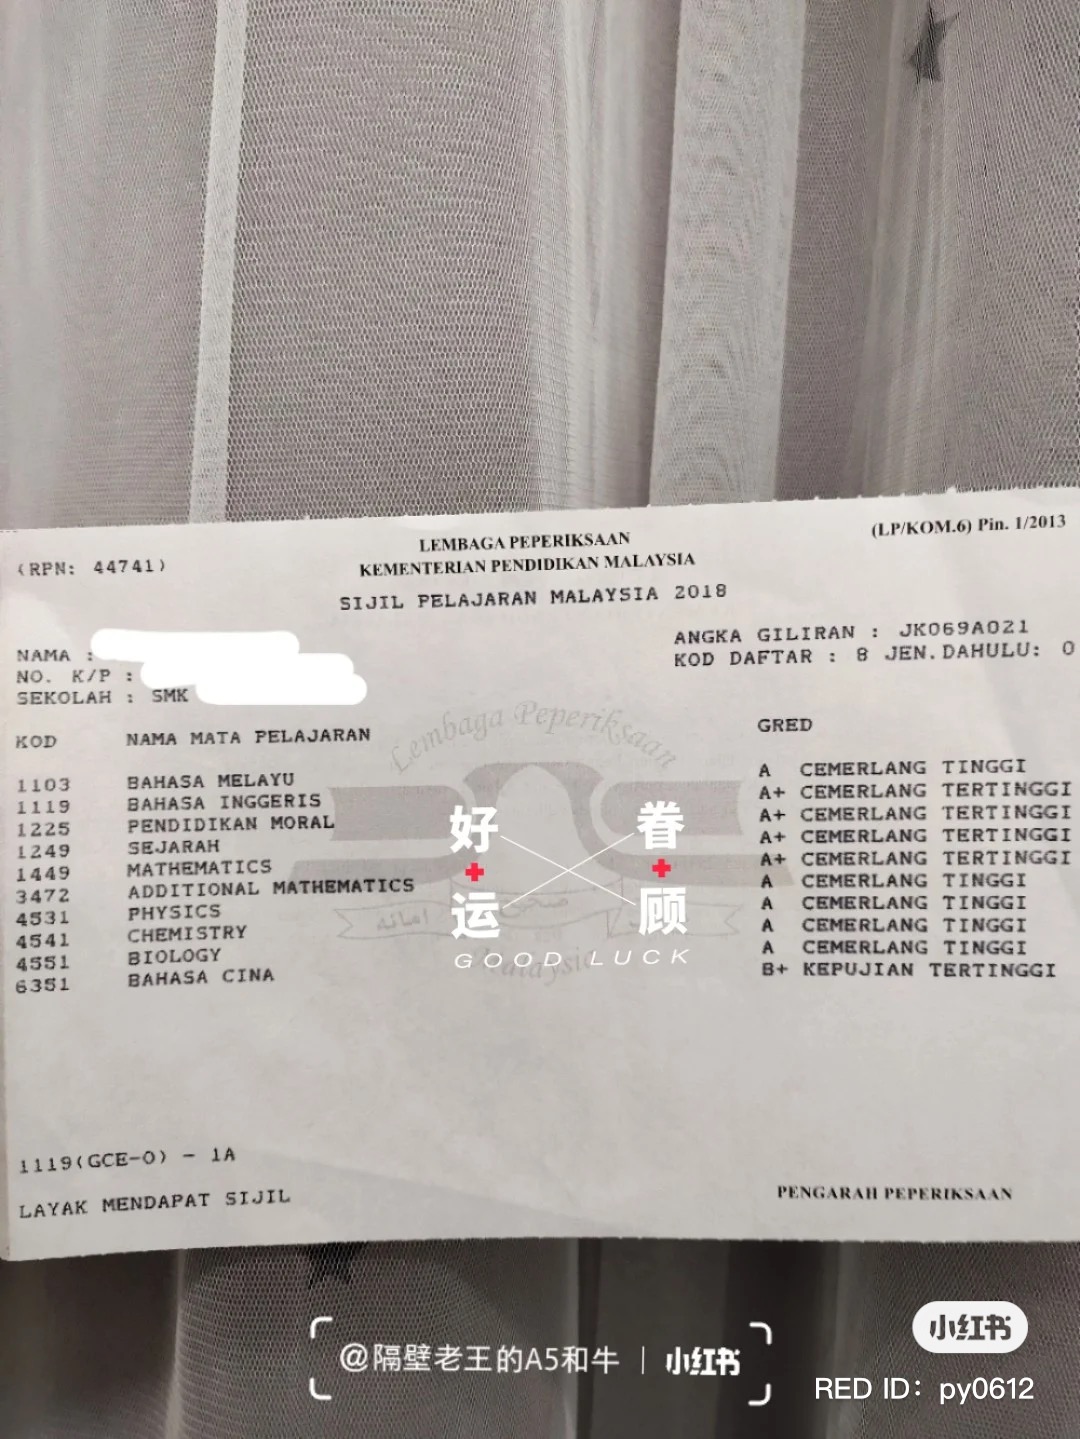 (LP/KOM.6) Pin. 1/2013
(RPN: 44741)
LEMBAGA PEPERIKSAAN
KEMENTERIAN PENDIDIKAN MALAYSIA
SIJIL PELAJARAN MALAYSIA 2018
NAMA :
NO. K/P :
SEKOLAH : SMK
ANGKA GILIRAN : JK069A021
KOD DAFTAR : 8 JEN.DAHULU: 0
Lembaga Peperiksaan
KOD NAMA MATA PELAJARAN GRED
1103 BAHASA MELAYU A CEMERLANG TINGGI
1119 BAHASA INGGERIS A+ CEMERLANG TERTINGGI
1225 PENDIDIKAN MORAL A+ CEMERLANG TERTINGGI
1249 SEJARAH A+ CEMERLANG TERTINGGI
1449 MATHEMATICS A+ CEMERLANG TERTINGGI
3472 ADDITIONAL MATHEMATICS A CEMERLANG TINGGI
4531 PHYSICS A CEMERLANG TINGGI
4541 CHEMISTRY A CEMERLANG TINGGI
4551 BIOLOGY A CEMERLANG TINGGI
6351 BAHASA CINA B+ KEPUJIAN TERTINGGI
好运
眷顾
GOOD LUCK
1119(GCE-O) - 1A
LAYAK MENDAPAT SIJIL
PENGARAH PEPERIKSAAN
@隔壁老王的A5和牛 | 小红书
小红书
RED ID: py0612